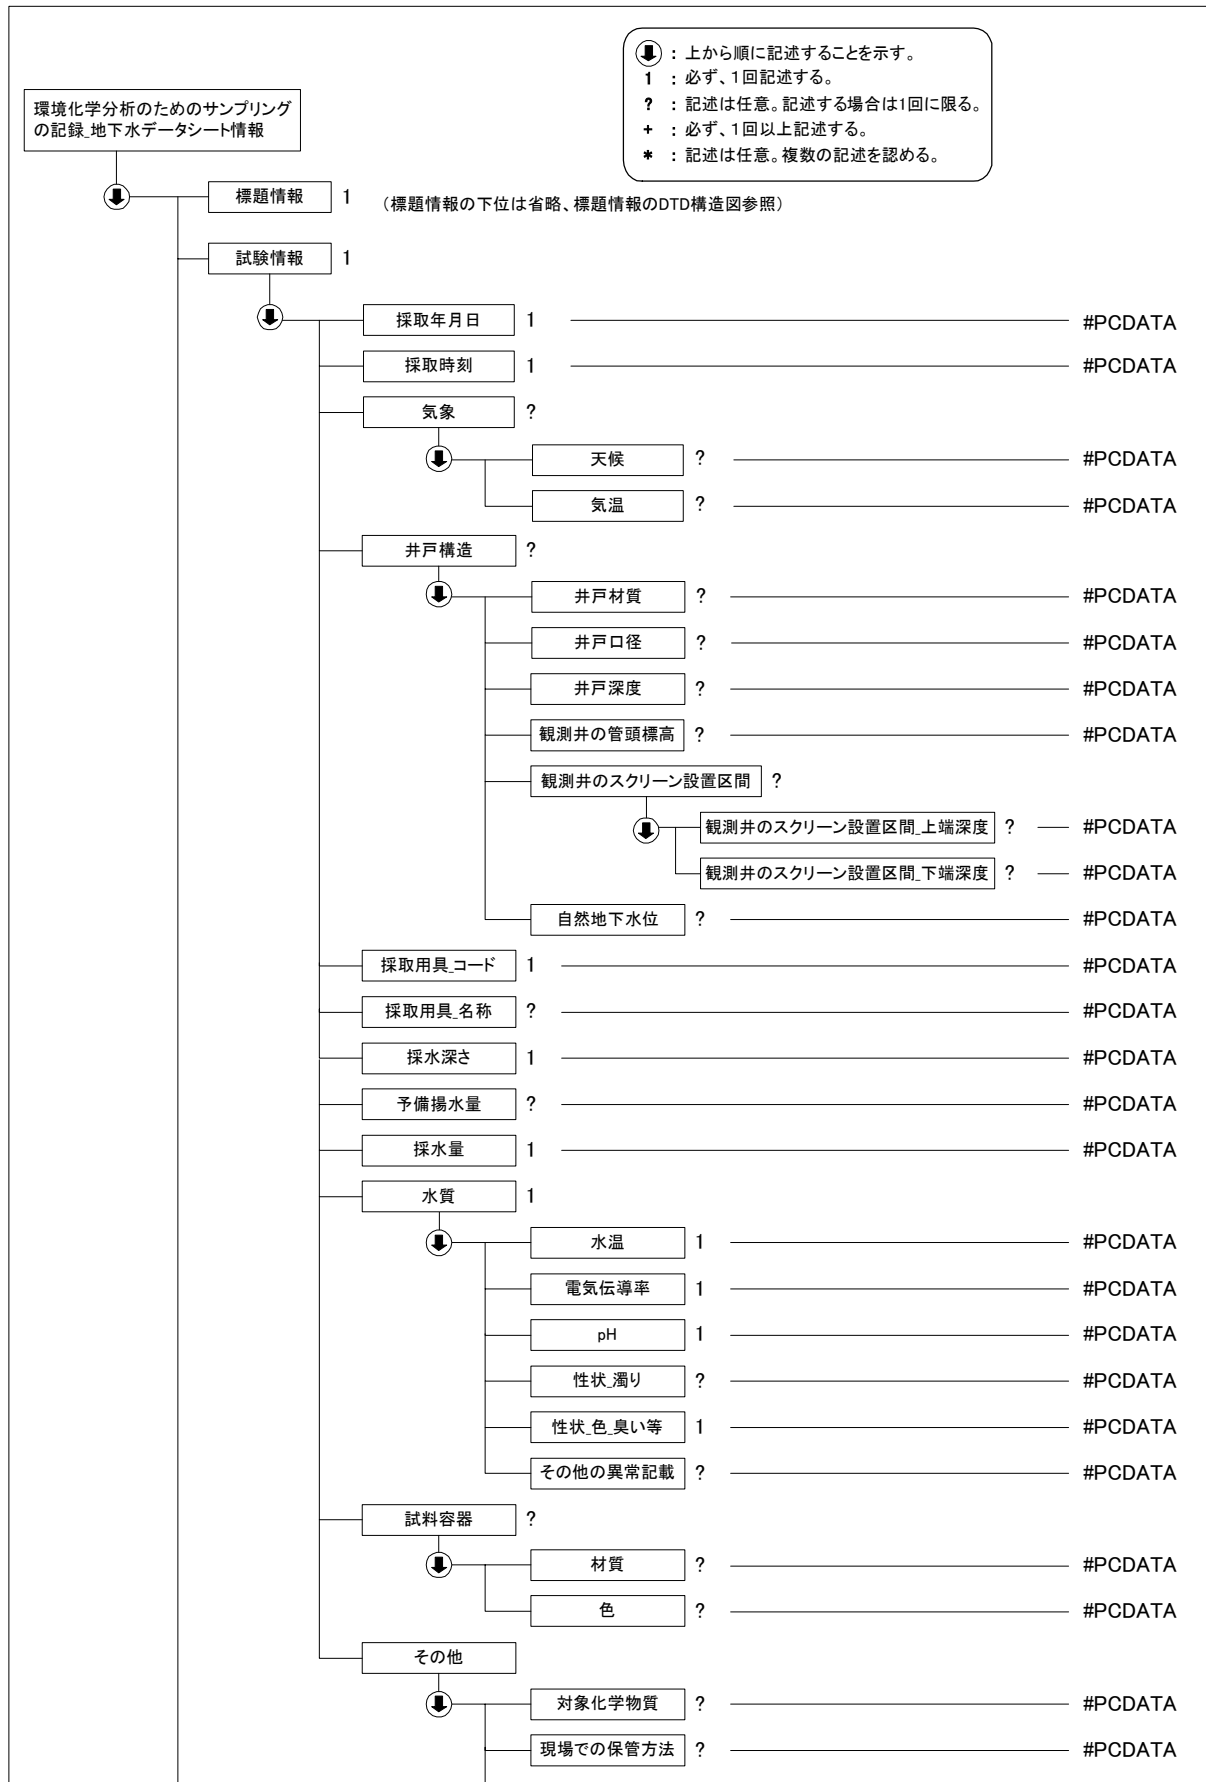 ：上から順に記述することを示す。
1：必ず、1回記述する。
?：記述は任意。記述する場合は1回に限る。
+：必ず、1回以上記述する。
*：記述は任意。複数の記述を認める。
環境化学分析のためのサンプリング
の記録_地下水データシート情報
標題情報 1 （標題情報の下位は省略、標題情報のDTD構造図参照）
試験情報 1
採取年月日 1 #PCDATA
採取時刻 1 #PCDATA
気象 ?
天候 ? #PCDATA
気温 ? #PCDATA
井戸構造 ?
井戸材質 ? #PCDATA
井戸口径 ? #PCDATA
井戸深度 ? #PCDATA
観測井の管頭標高 ? #PCDATA
観測井のスクリーン設置区間 ?
観測井のスクリーン設置区間_上端深度 ? #PCDATA
観測井のスクリーン設置区間_下端深度 ? #PCDATA
自然地下水位 ? #PCDATA
採取用具_コード 1 #PCDATA
採取用具_名称 ? #PCDATA
採水深さ 1 #PCDATA
予備揚水量 ? #PCDATA
採水量 1 #PCDATA
水質 1
水温 1 #PCDATA
電気伝導率 1 #PCDATA
pH 1 #PCDATA
性状_濁り ? #PCDATA
性状_色_臭い等 1 #PCDATA
その他の異常記載 ? #PCDATA
試料容器 ?
材質 ? #PCDATA
色 ? #PCDATA
その他
対象化学物質 ? #PCDATA
現場での保管方法 ? #PCDATA